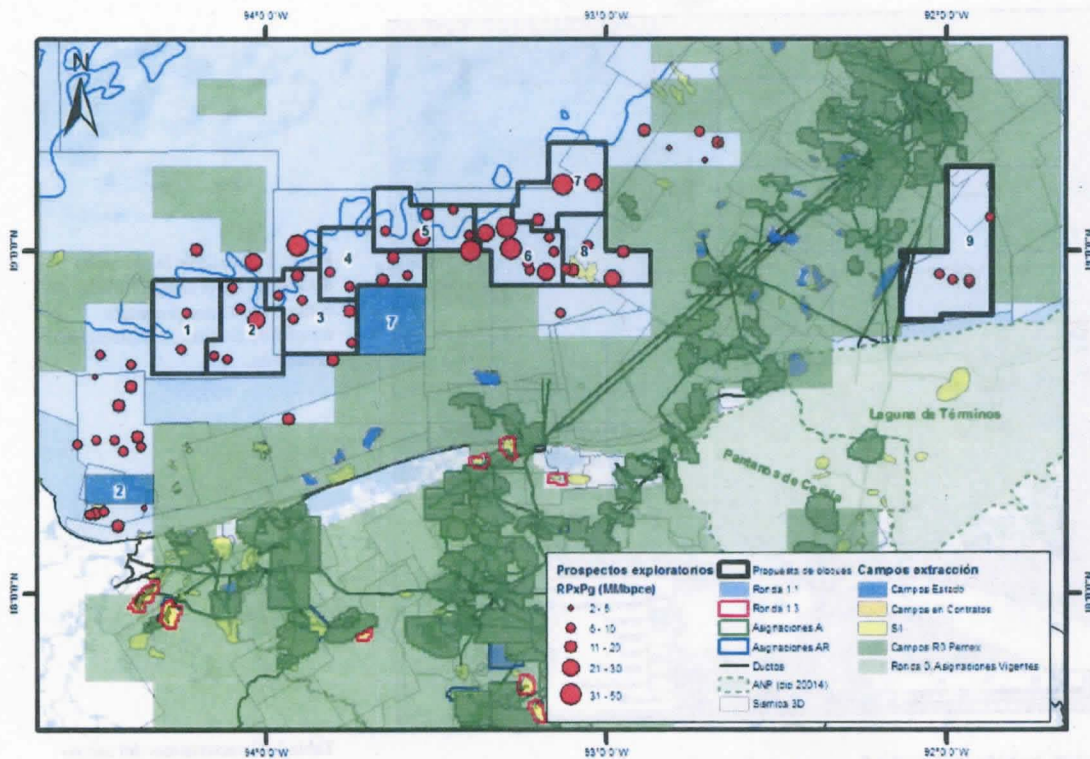 94°0'0"W
93°0'0"W
92°0'0"W
N
7
5
9
4
6
8
1
2
3
7
2
Laguna de Términos
Pantanos de Centla
Prospectos exploratorios
RPxPg (MMbpce)
2 - 5
6 - 10
11 - 20
21 - 30
31 - 50
Propuesta de bloques
Ronda 1.1
Ronda 1.3
Asignaciones A
Asignaciones AR
Ductos
ANP (dic 20014)
Sísmica 3D
Campos extracción
Campos Estado
Campos en Contratos
Campos R0 Pemex
Ronda 0, Asignaciones Vigentes
94°0'0"W
93°0'0"W
92°0'0"W